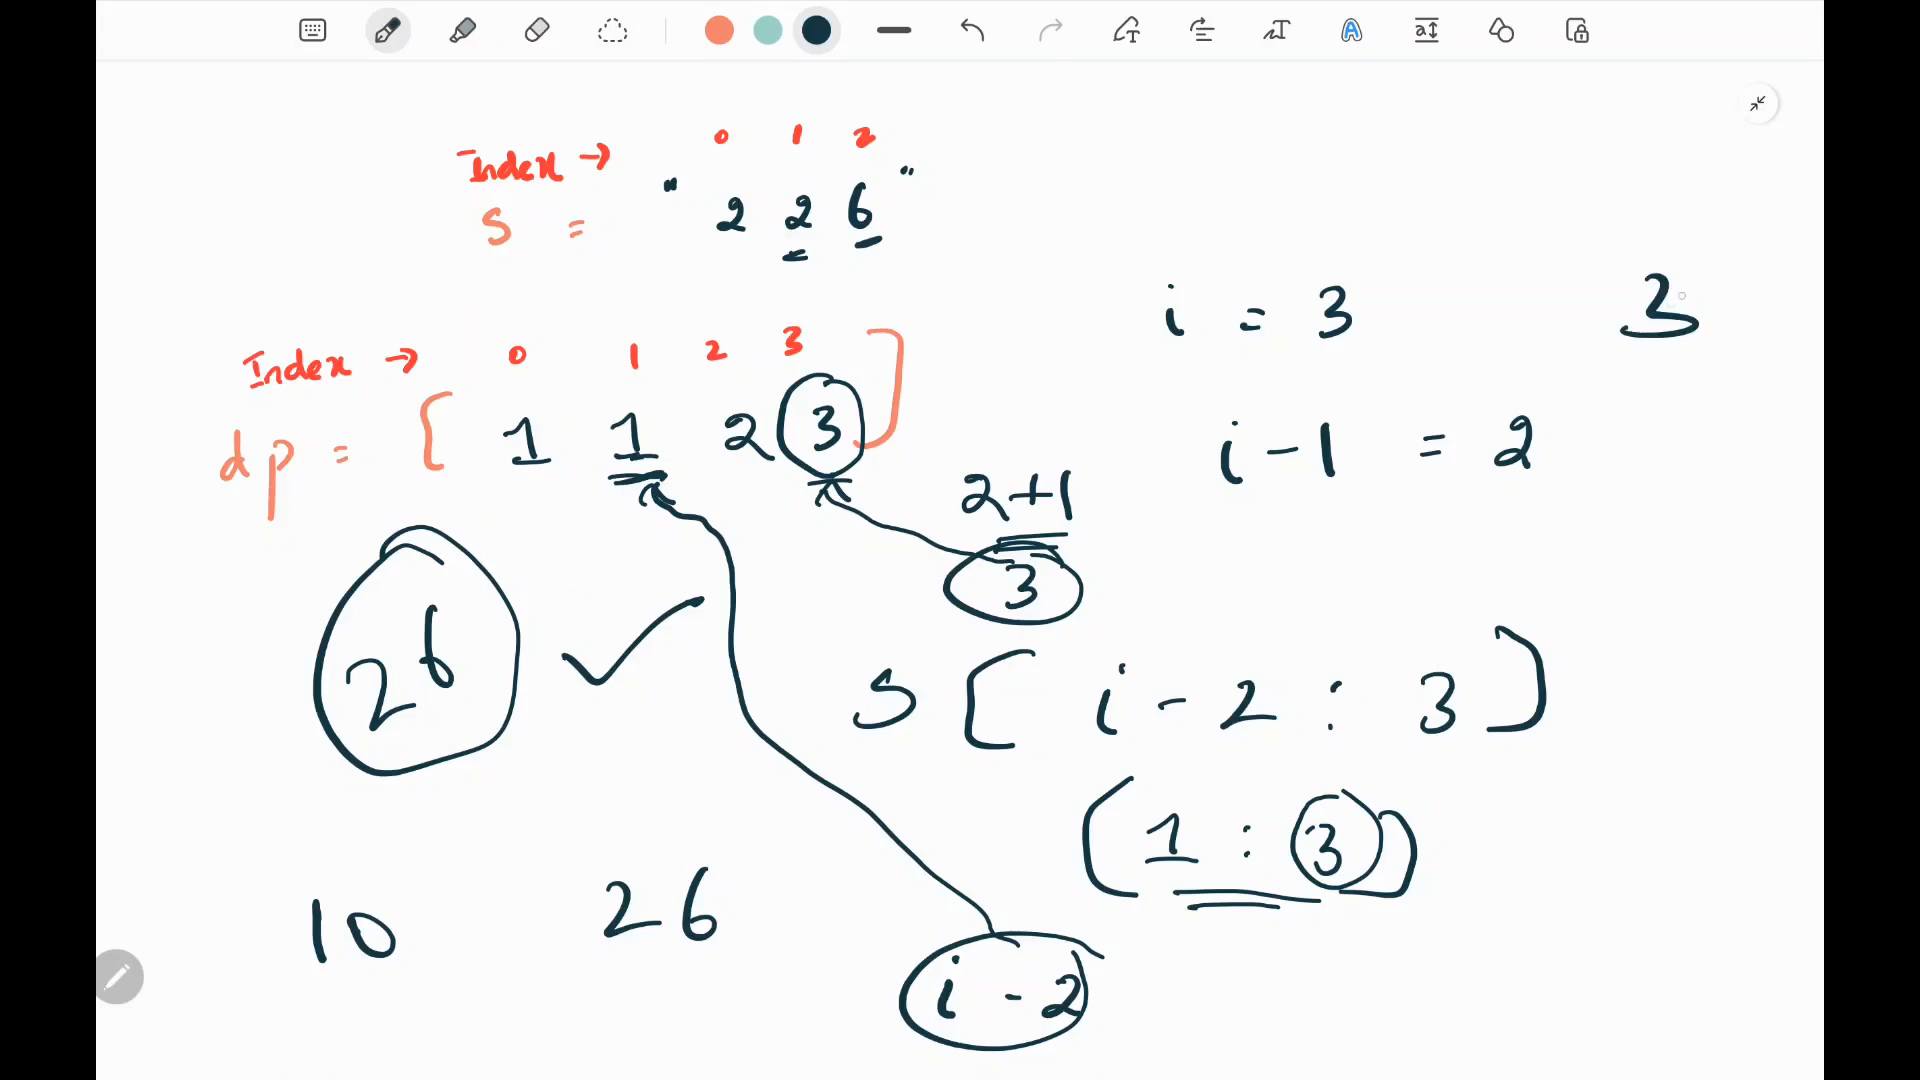 0 1 2
Index →
" 2 2 6 "
S =
i = 3
3
0 1 2 3
Index →
dp = [ 1 1 2 3 ]
i - 1 = 2
2+1
3
26
S [ i - 2 : 3 ]
( 1 : 3 )
10 26
i - 2